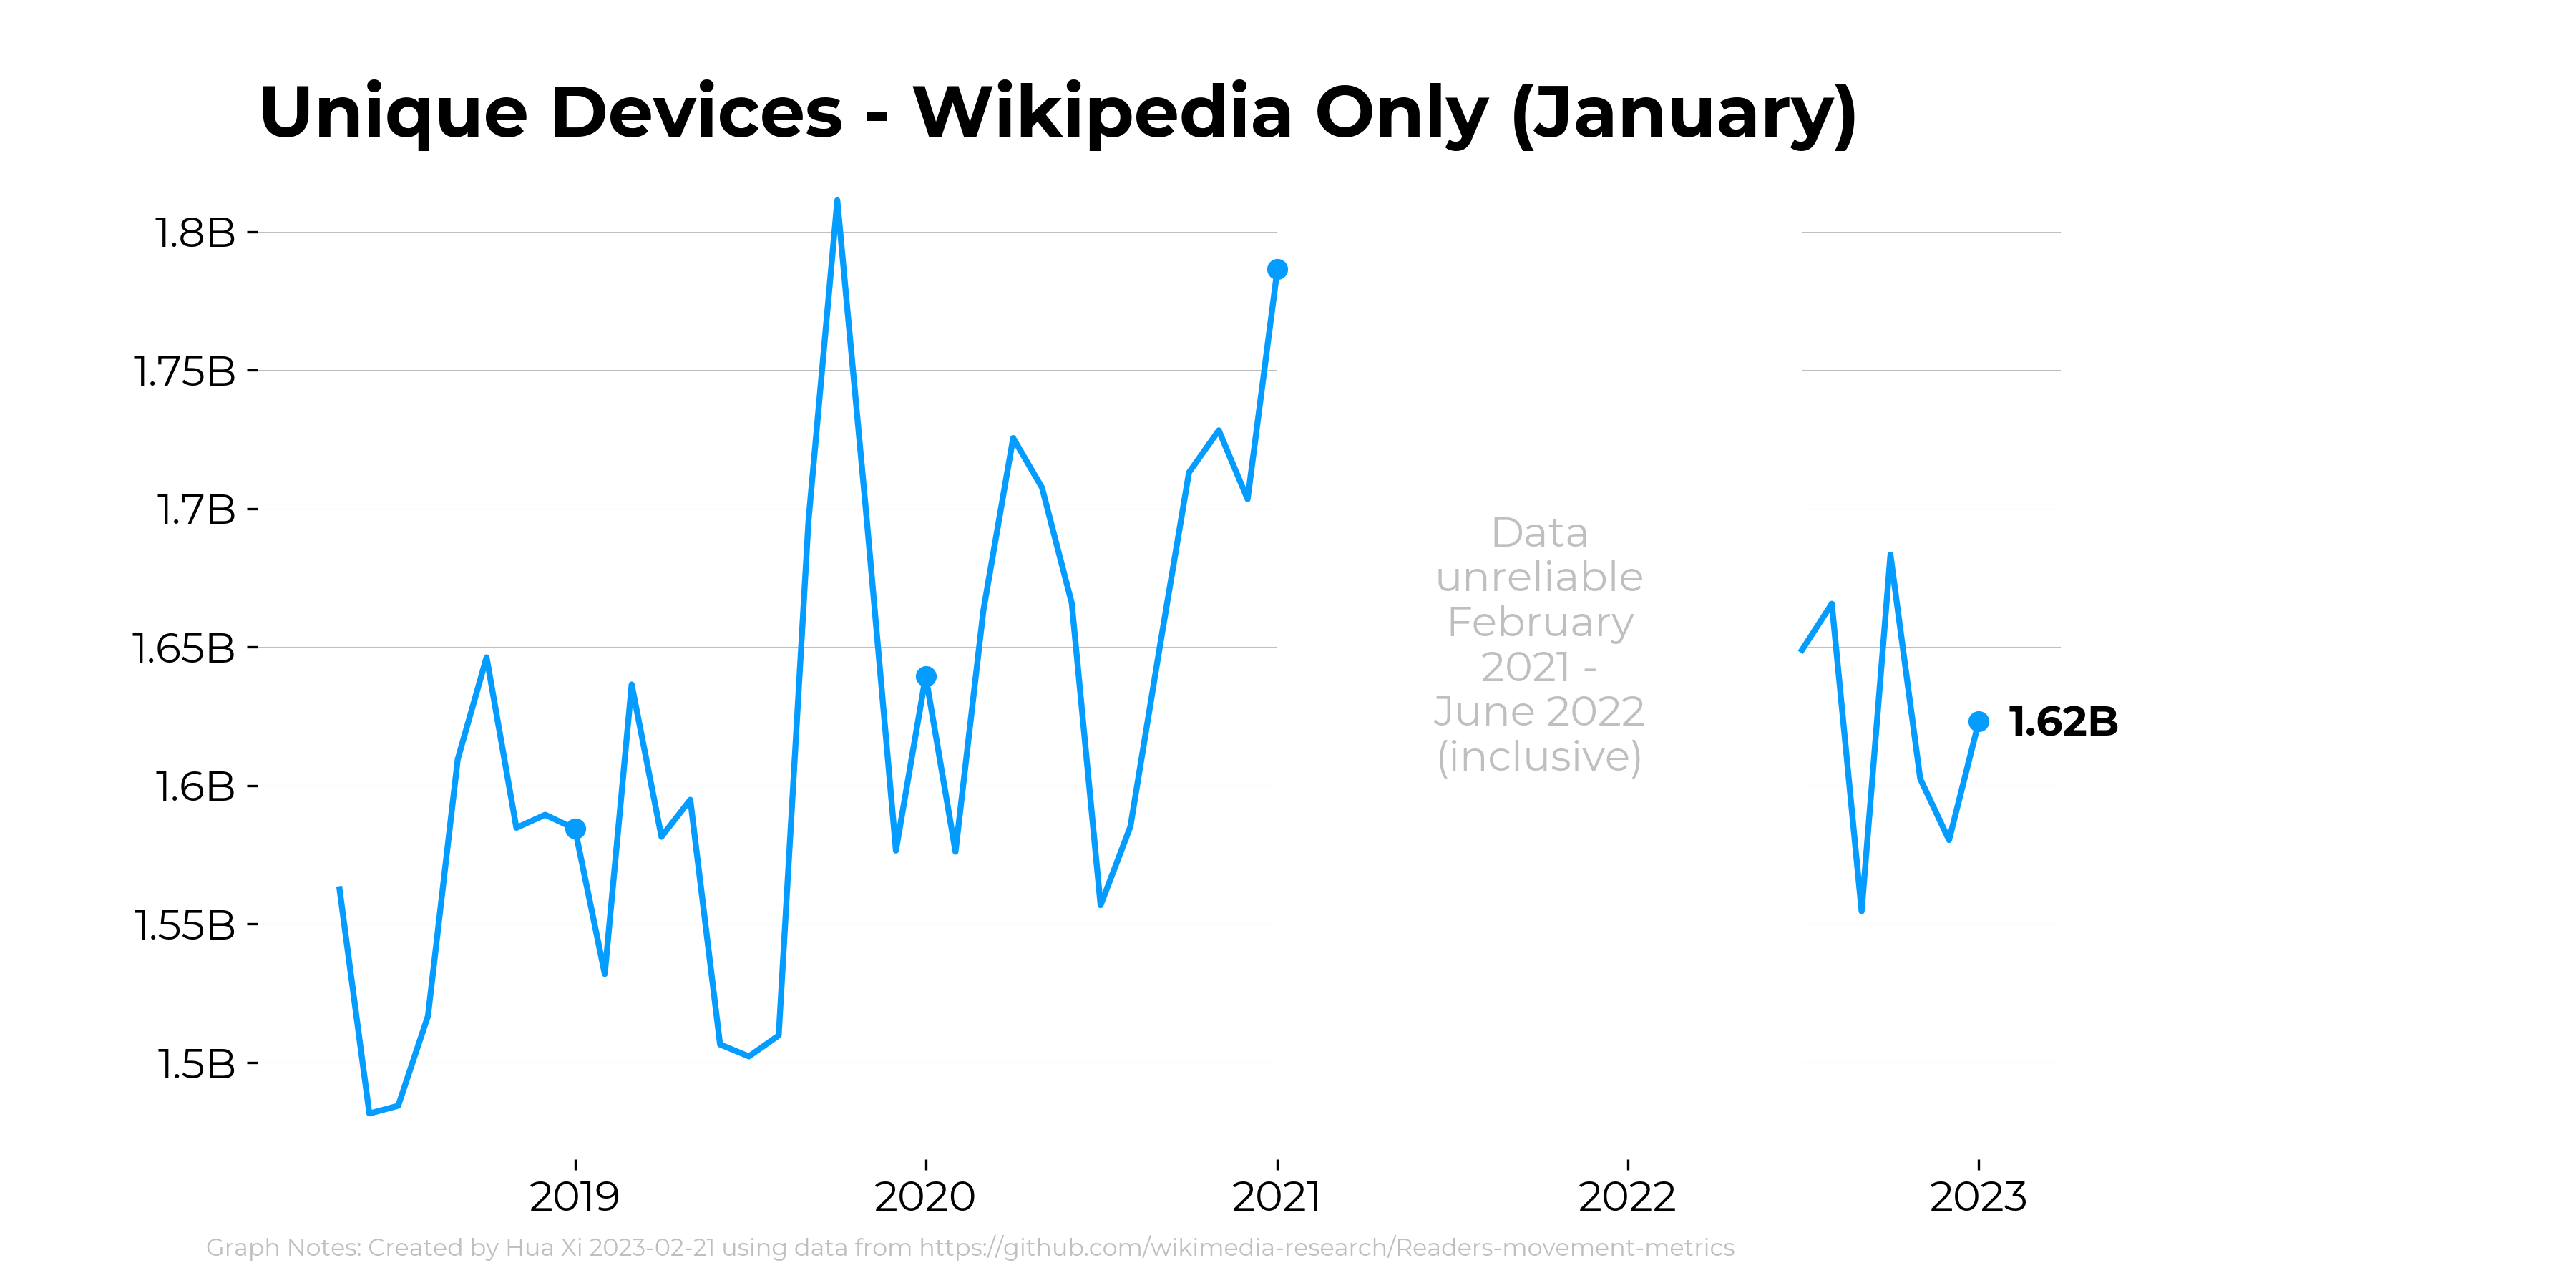 Unique Devices - Wikipedia Only (January)
1.8B
1.75B
1.7B
1.65B
1.6B
1.55B
1.5B
Data
unreliable
February
2021 -
June 2022
(inclusive)
1.62B
2019
2020
2021
2022
2023
Graph Notes: Created by Hua Xi 2023-02-21 using data from https://github.com/wikimedia-research/Readers-movement-metrics